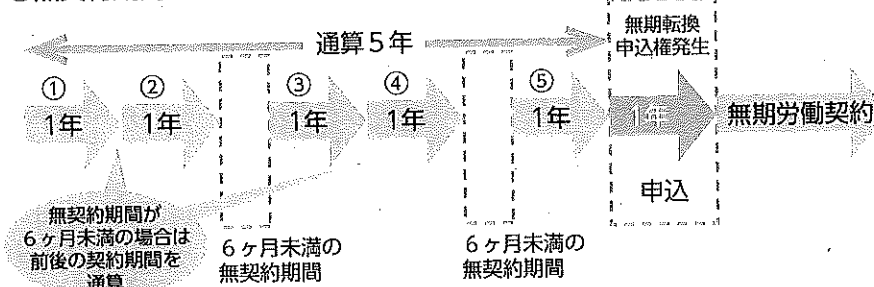 通算5年
無期転換
申込権発生
①
②
③
④
⑤
1年
1年
1年
1年
1年
1年
無期労働契約
申込
無契約期間が
6ヶ月未満の場合は
前後の契約期間を
通算
6ヶ月未満の
無契約期間
6ヶ月未満の
無契約期間